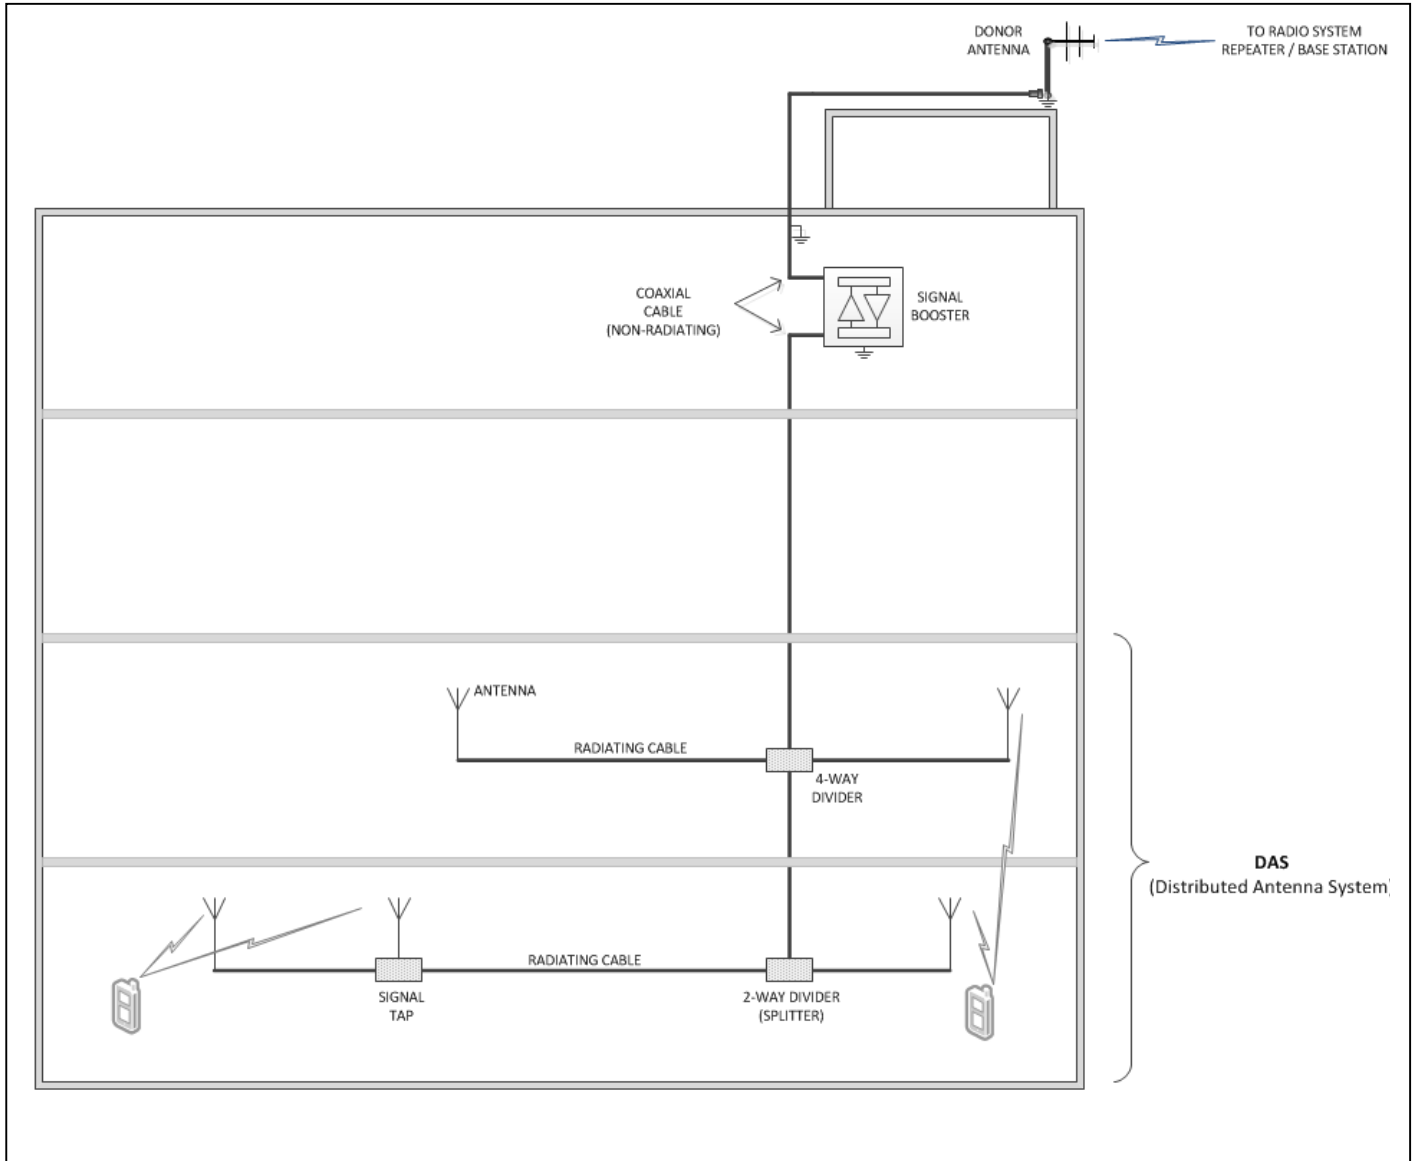 DONOR
ANTENNA
TO RADIO SYSTEM
REPEATER / BASE STATION
COAXIAL
CABLE
(NON-RADIATING)
SIGNAL
BOOSTER
ANTENNA
RADIATING CABLE
4-WAY
DIVIDER
DAS
(Distributed Antenna System)
RADIATING CABLE
SIGNAL
TAP
2-WAY DIVIDER
(SPLITTER)